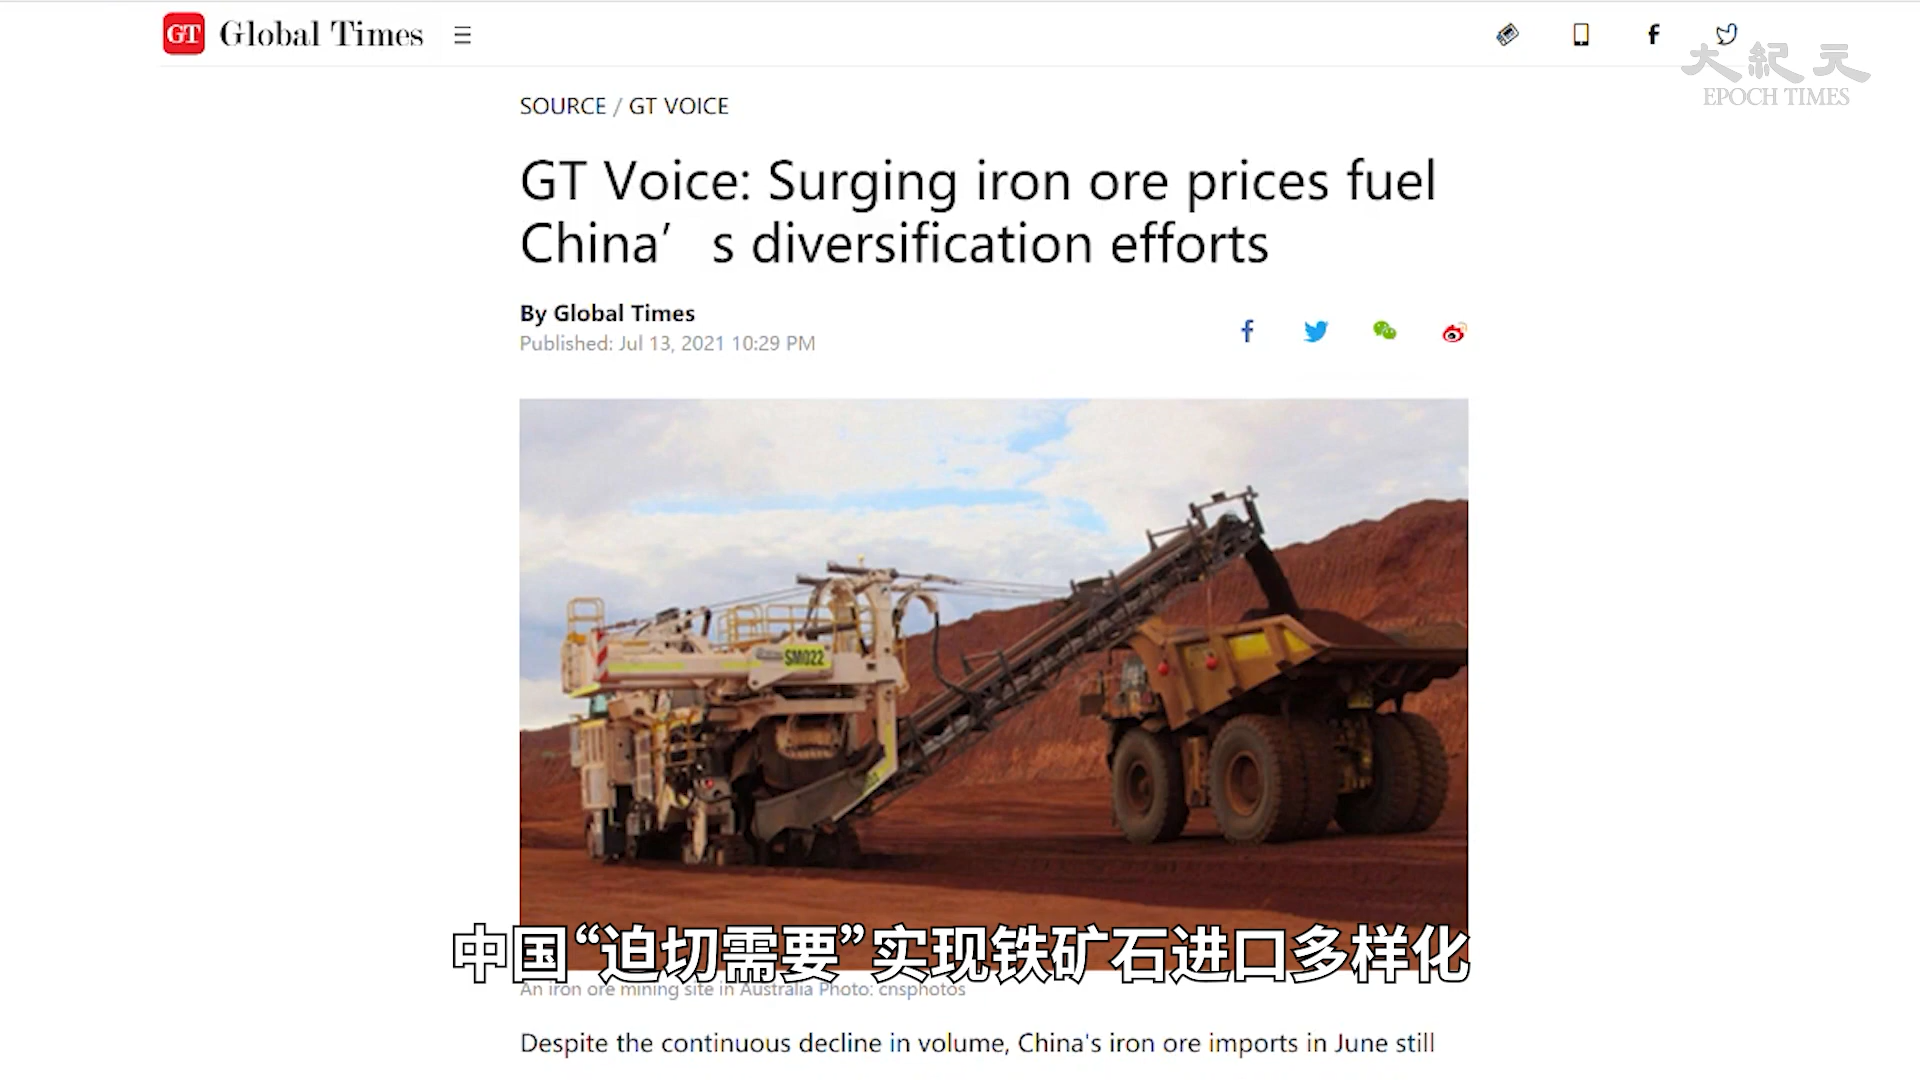 GT Global Times
大紀元
EPOCH TIMES
SOURCE / GT VOICE
GT Voice: Surging iron ore prices fuel
China’s diversification efforts
By Global Times
Published: Jul 13, 2021 10:29 PM
SM022
中国“迫切需要”实现铁矿石进口多样化
An iron ore mining site in Australia Photo: cnsphotos
Despite the continuous decline in volume, China's iron ore imports in June still